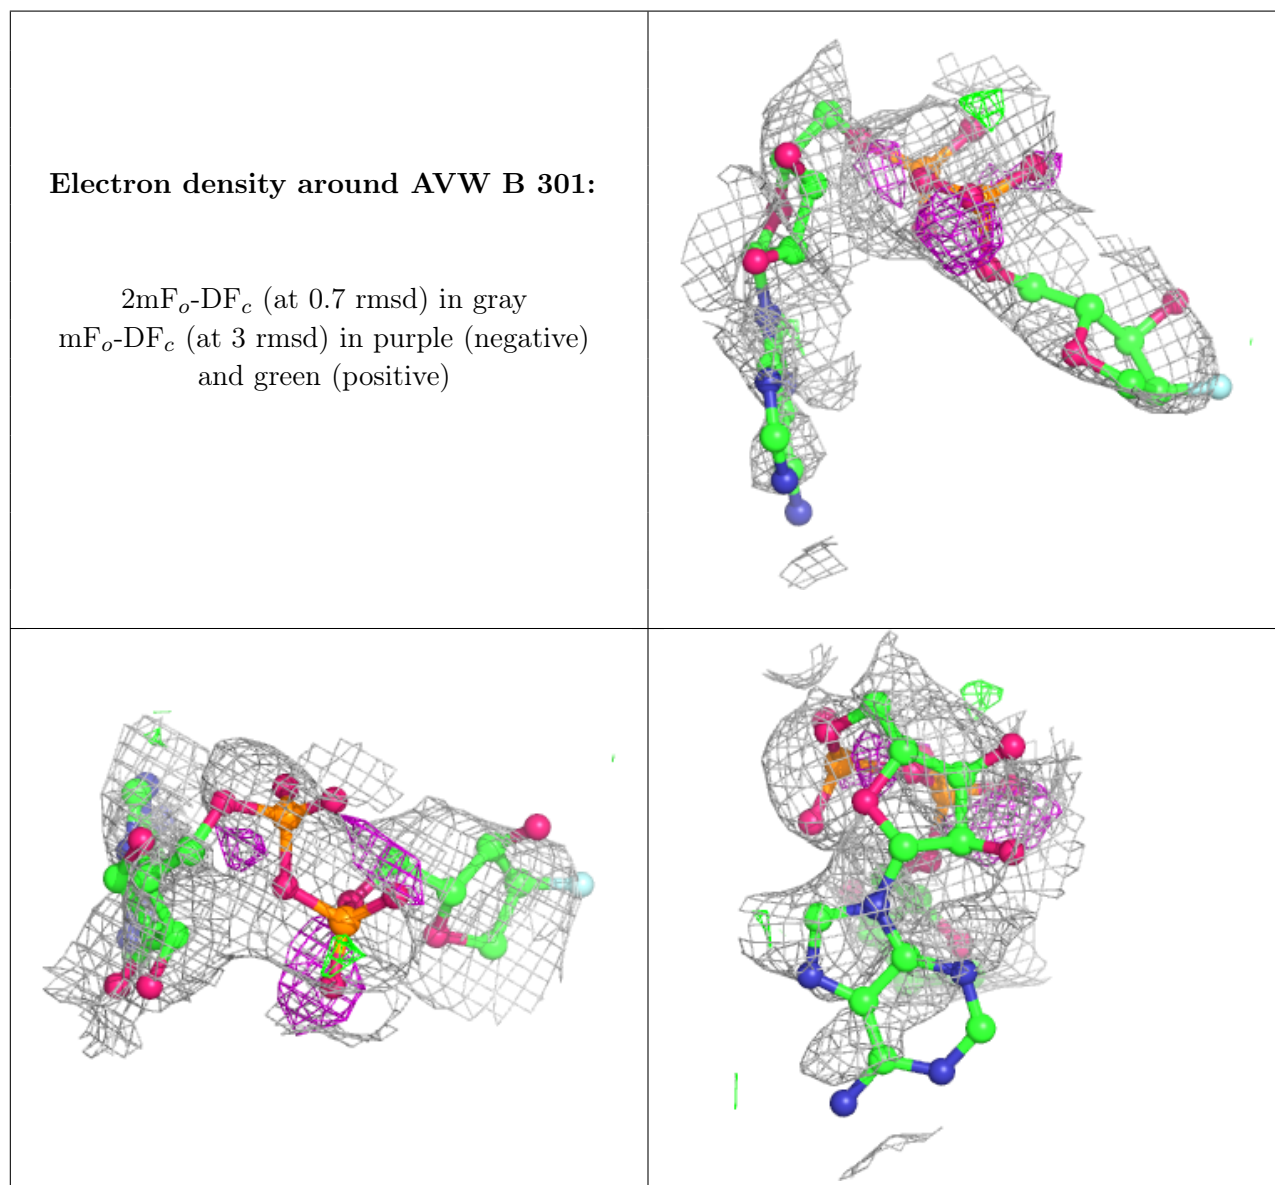 Electron density around AVW B 301:
2mFₒ-DF𝒸 (at 0.7 rmsd) in gray
mFₒ-DF𝒸 (at 3 rmsd) in purple (negative)
and green (positive)